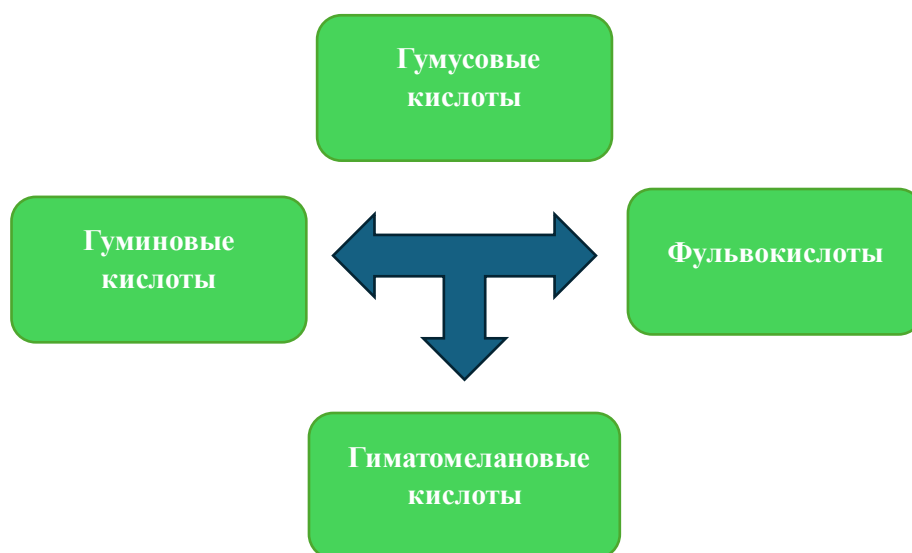 Гумусовые
кислоты
Гуминовые
кислоты
Фульвокислоты
Гиматомелановые
кислоты